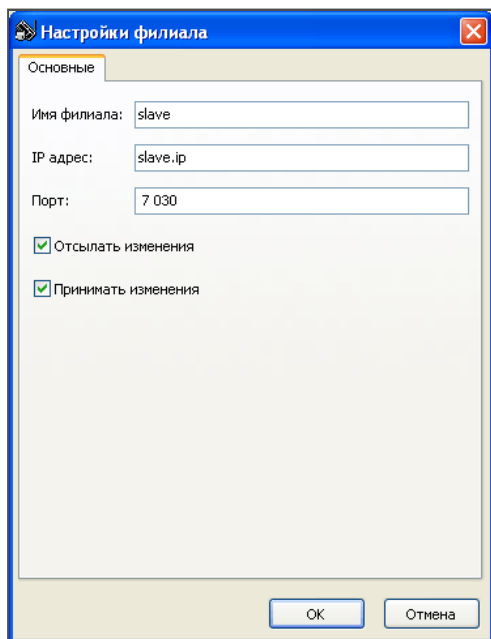 Настройки филиала
Основные
Имя филиала: slave
IP адрес: slave.ip
Порт: 7 030
Отсылать изменения
Принимать изменения
OK Отмена